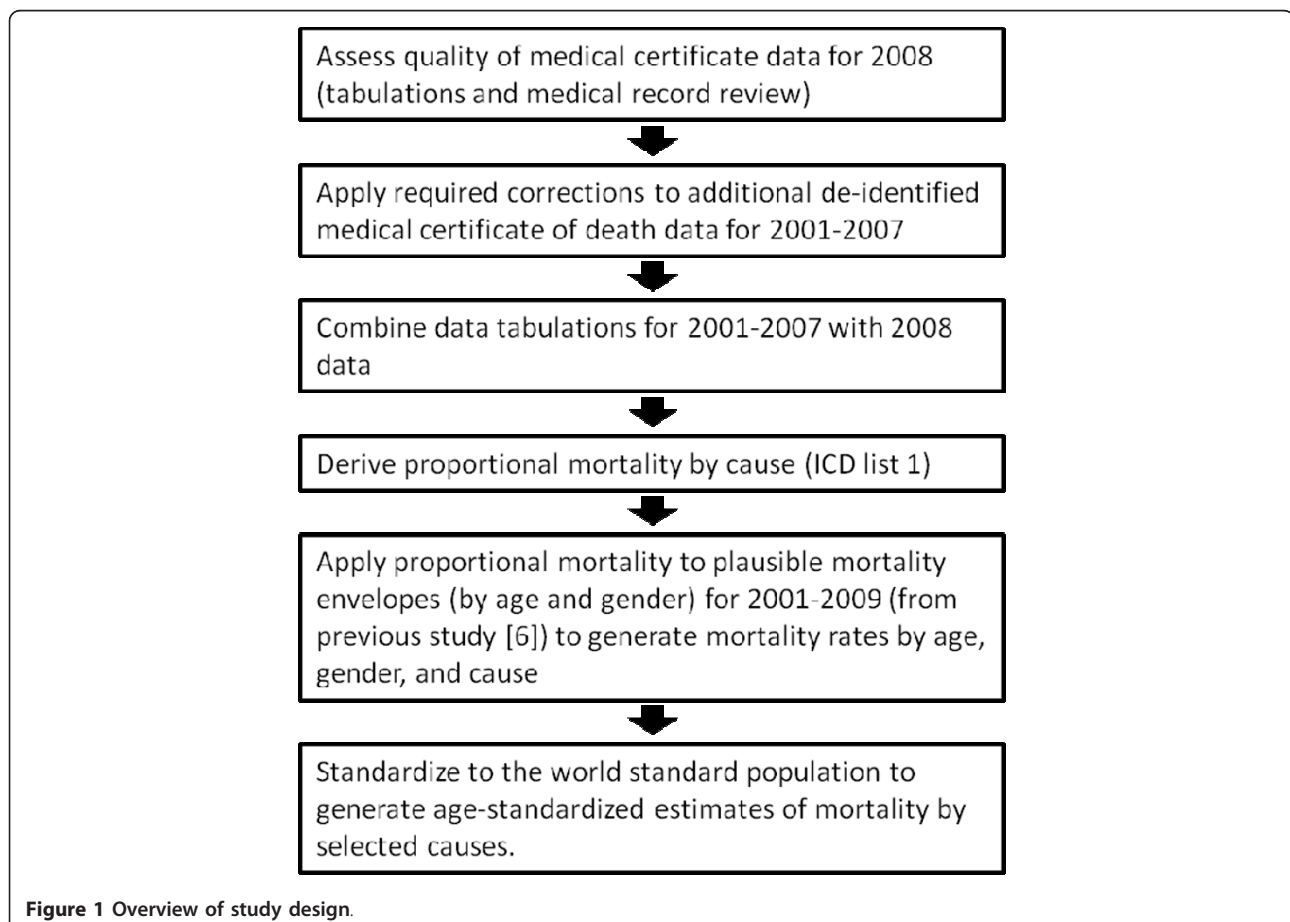 Assess quality of medical certificate data for 2008
(tabulations and medical record review)
Apply required corrections to additional de-identified
medical certificate of death data for 2001-2007
Combine data tabulations for 2001-2007 with 2008
data
Derive proportional mortality by cause (ICD list 1)
Apply proportional mortality to plausible mortality
envelopes (by age and gender) for 2001-2009 (from
previous study [6]) to generate mortality rates by age,
gender, and cause
Standardize to the world standard population to
generate age-standardized estimates of mortality by
selected causes.
Figure 1 Overview of study design.